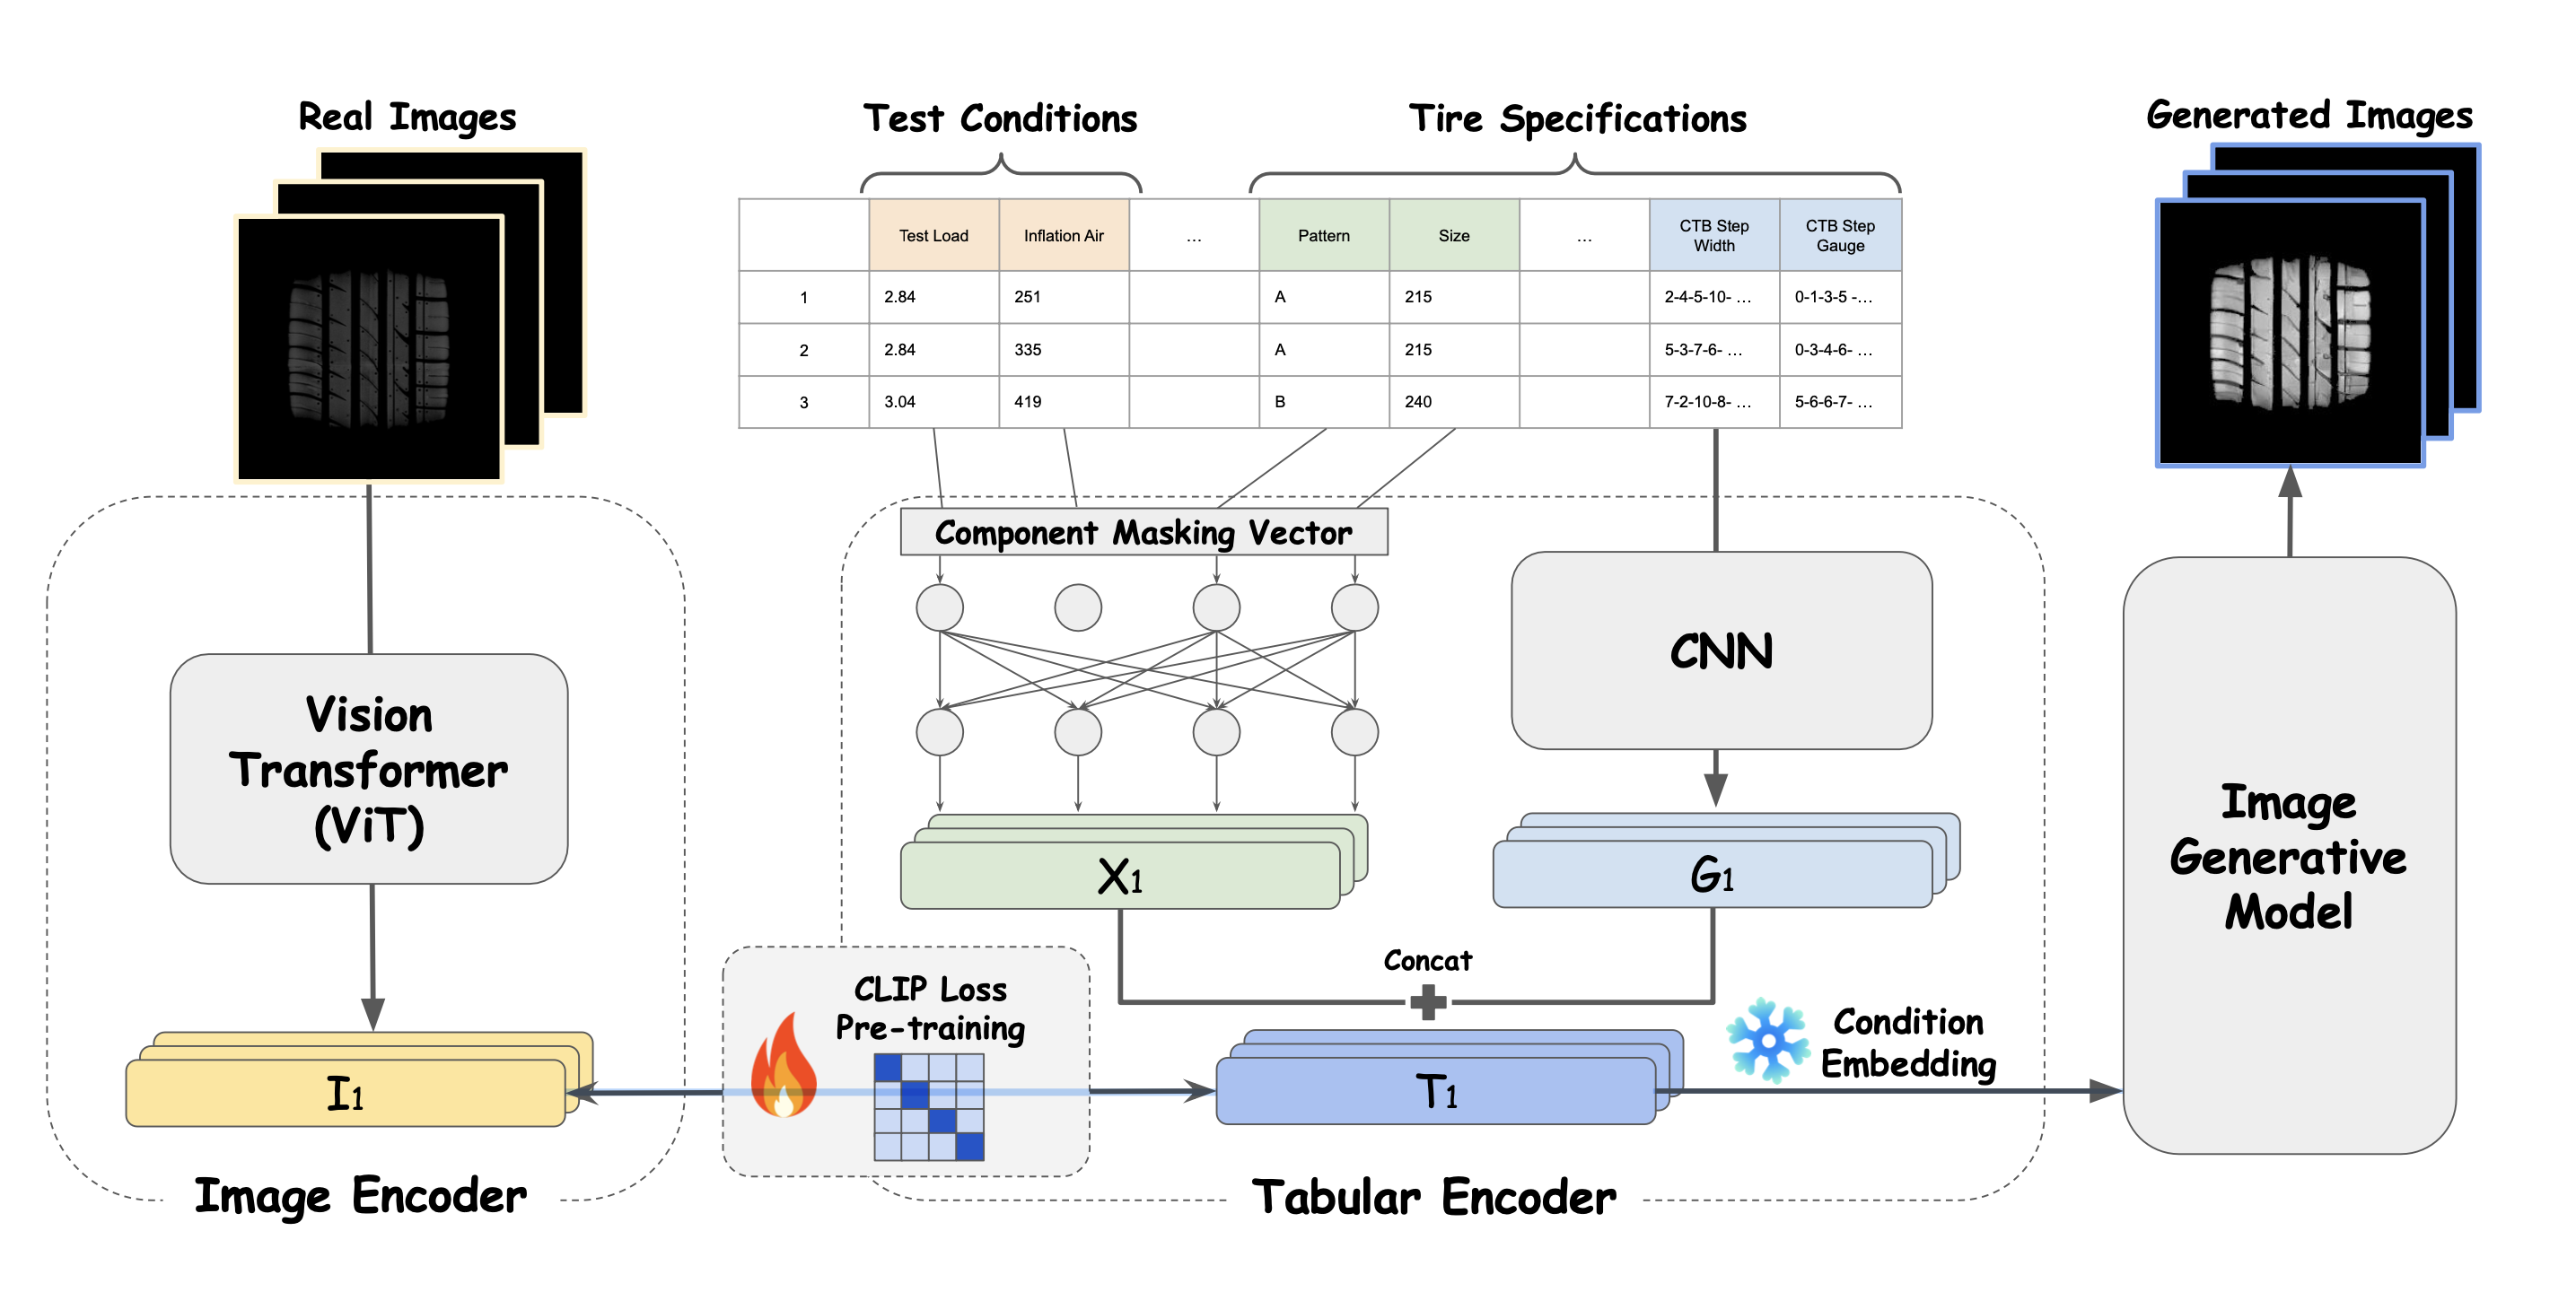 Real Images
Test Conditions
Tire Specifications
Generated Images
Test Load
Inflation Air
...
Pattern
Size
...
CTB Step
Width
CTB Step
Gauge
1
2.84
251
A
215
2-4-5-10- ...
0-1-3-5 -...
2
2.84
335
A
215
5-3-7-6- ...
0-3-4-6- ...
3
3.04
419
B
240
7-2-10-8- ...
5-6-6-7- ...
Component Masking Vector
Vision
Transformer
(ViT)
CNN
Image
Generative
Model
X1
G1
Concat
CLIP Loss
Pre-training
Condition
Embedding
I1
T1
Image Encoder
Tabular Encoder